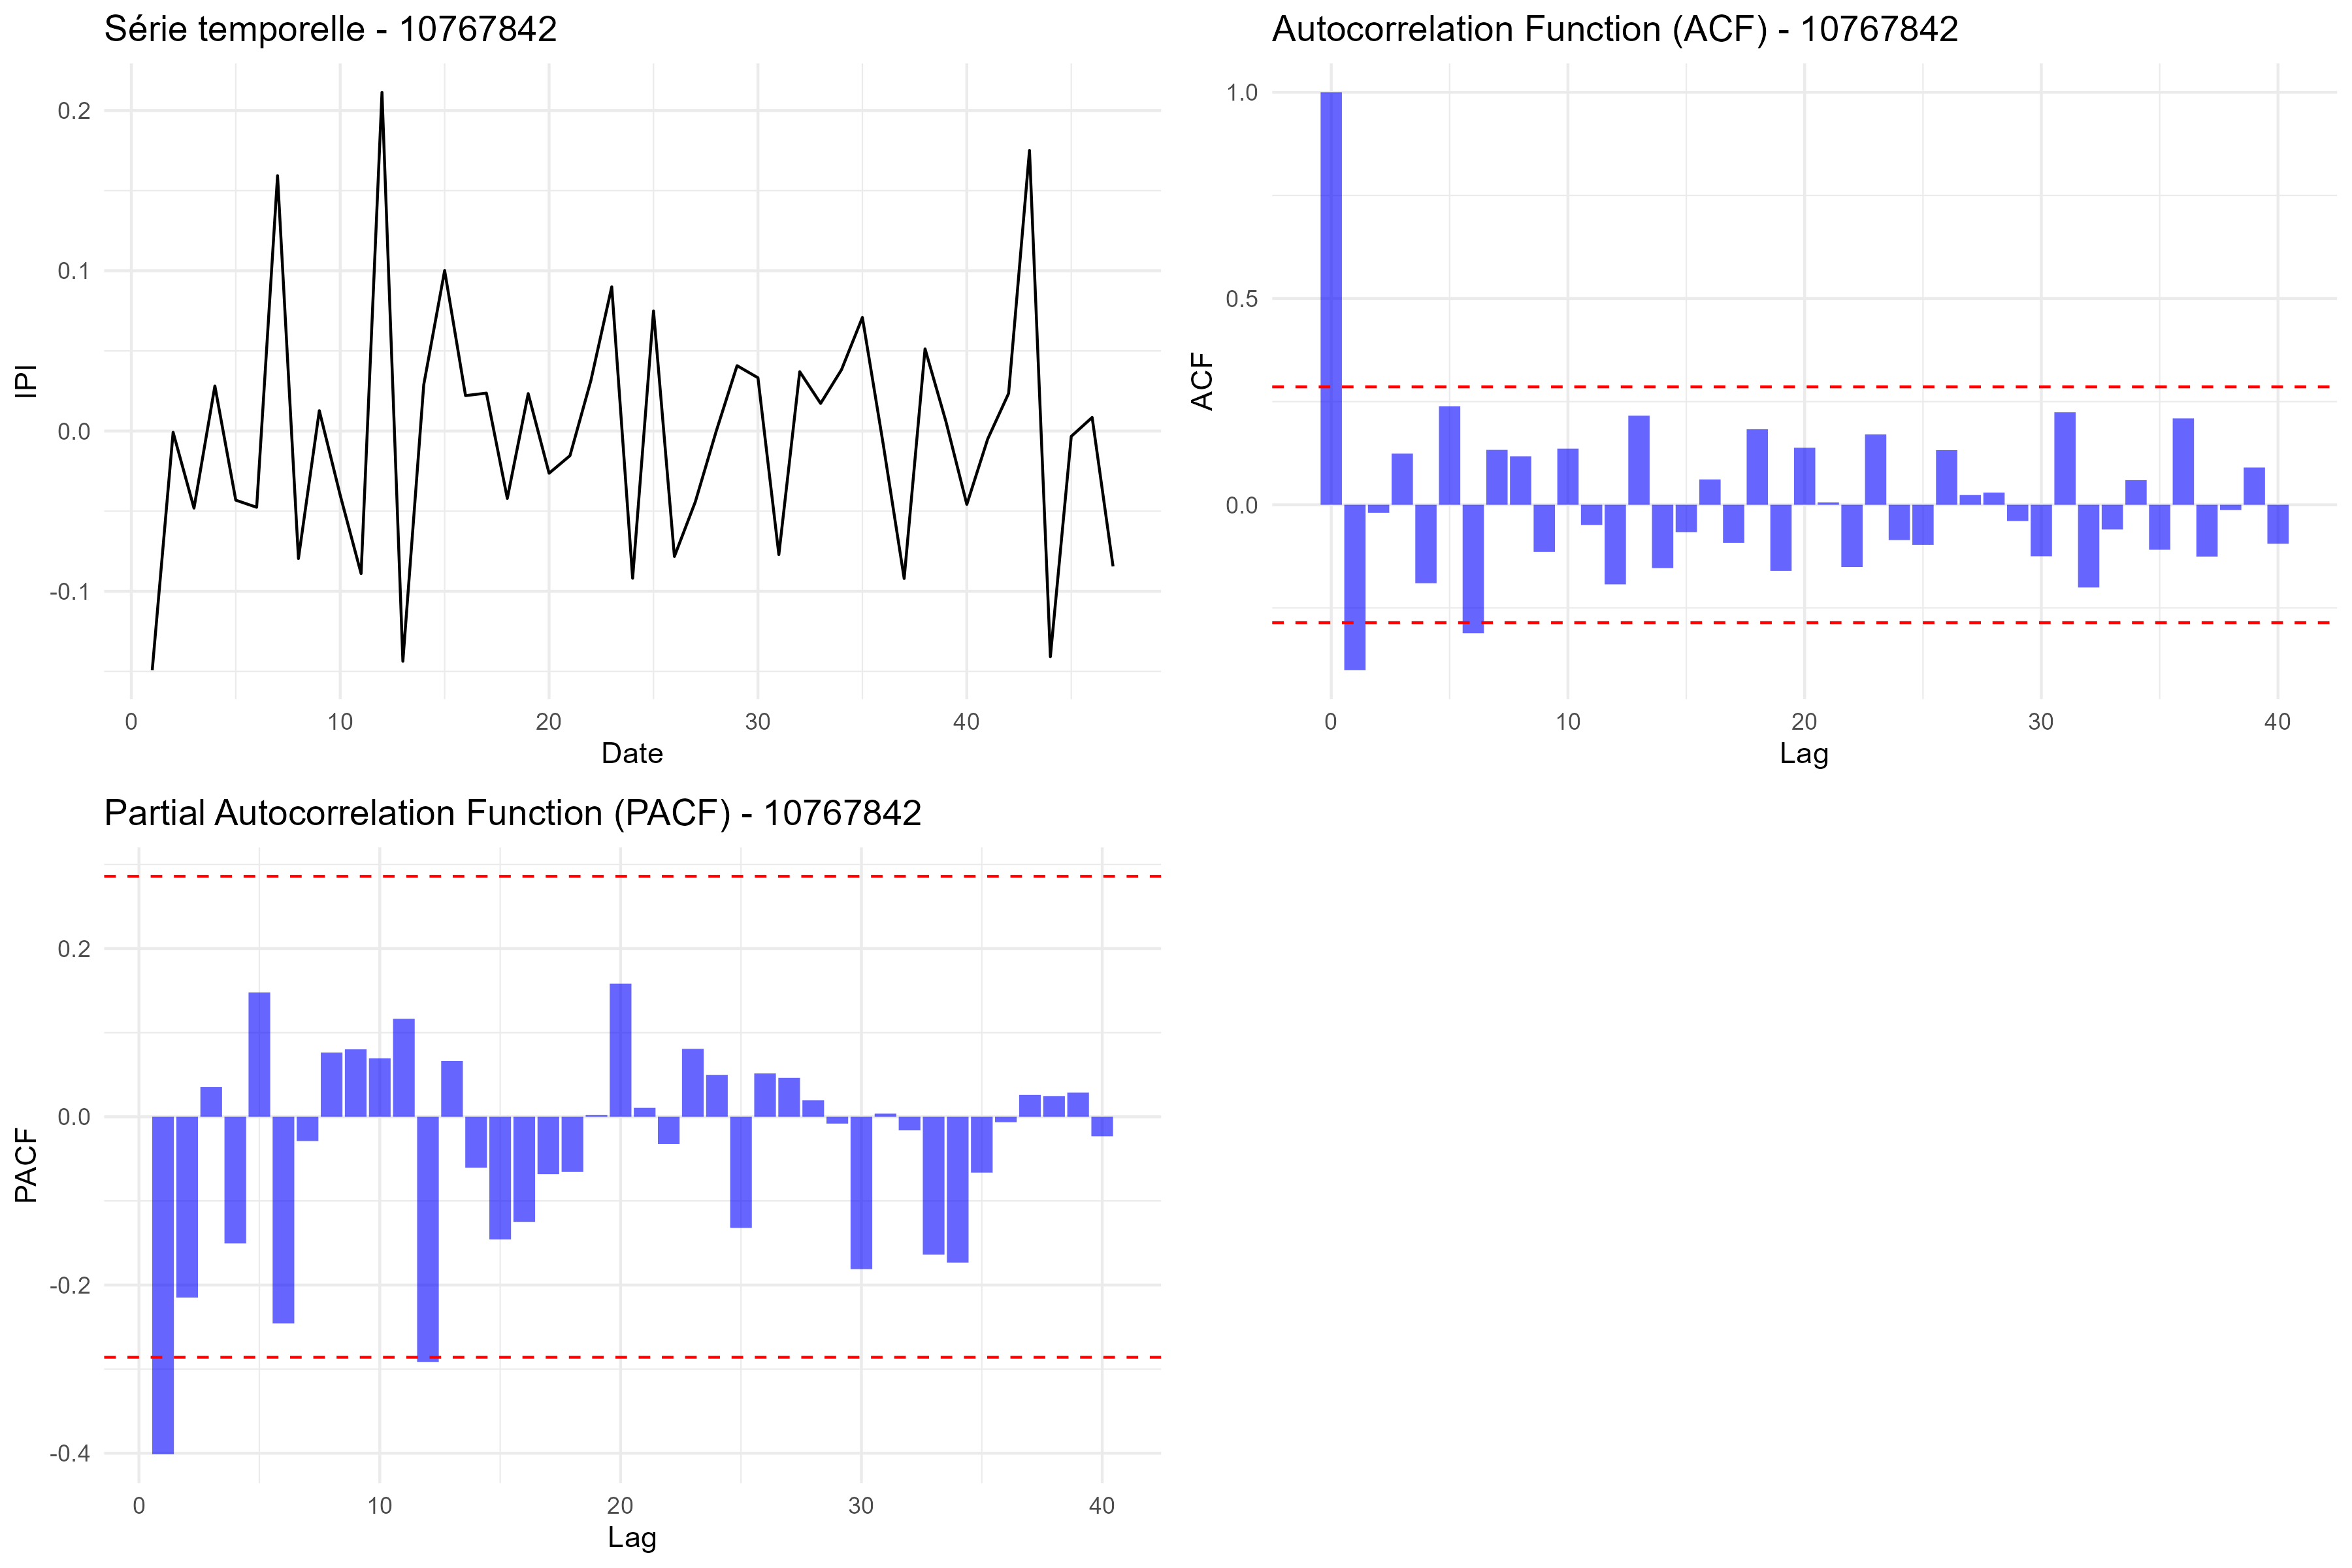 Série temporelle - 10767842
0.2
0.1
0.0
-0.1
IPI
0
10
20
30
40
Date
Autocorrelation Function (ACF) - 10767842
1.0
0.5
0.0
ACF
0
10
20
30
40
Lag
Partial Autocorrelation Function (PACF) - 10767842
0.2
0.0
-0.2
-0.4
PACF
0
10
20
30
40
Lag